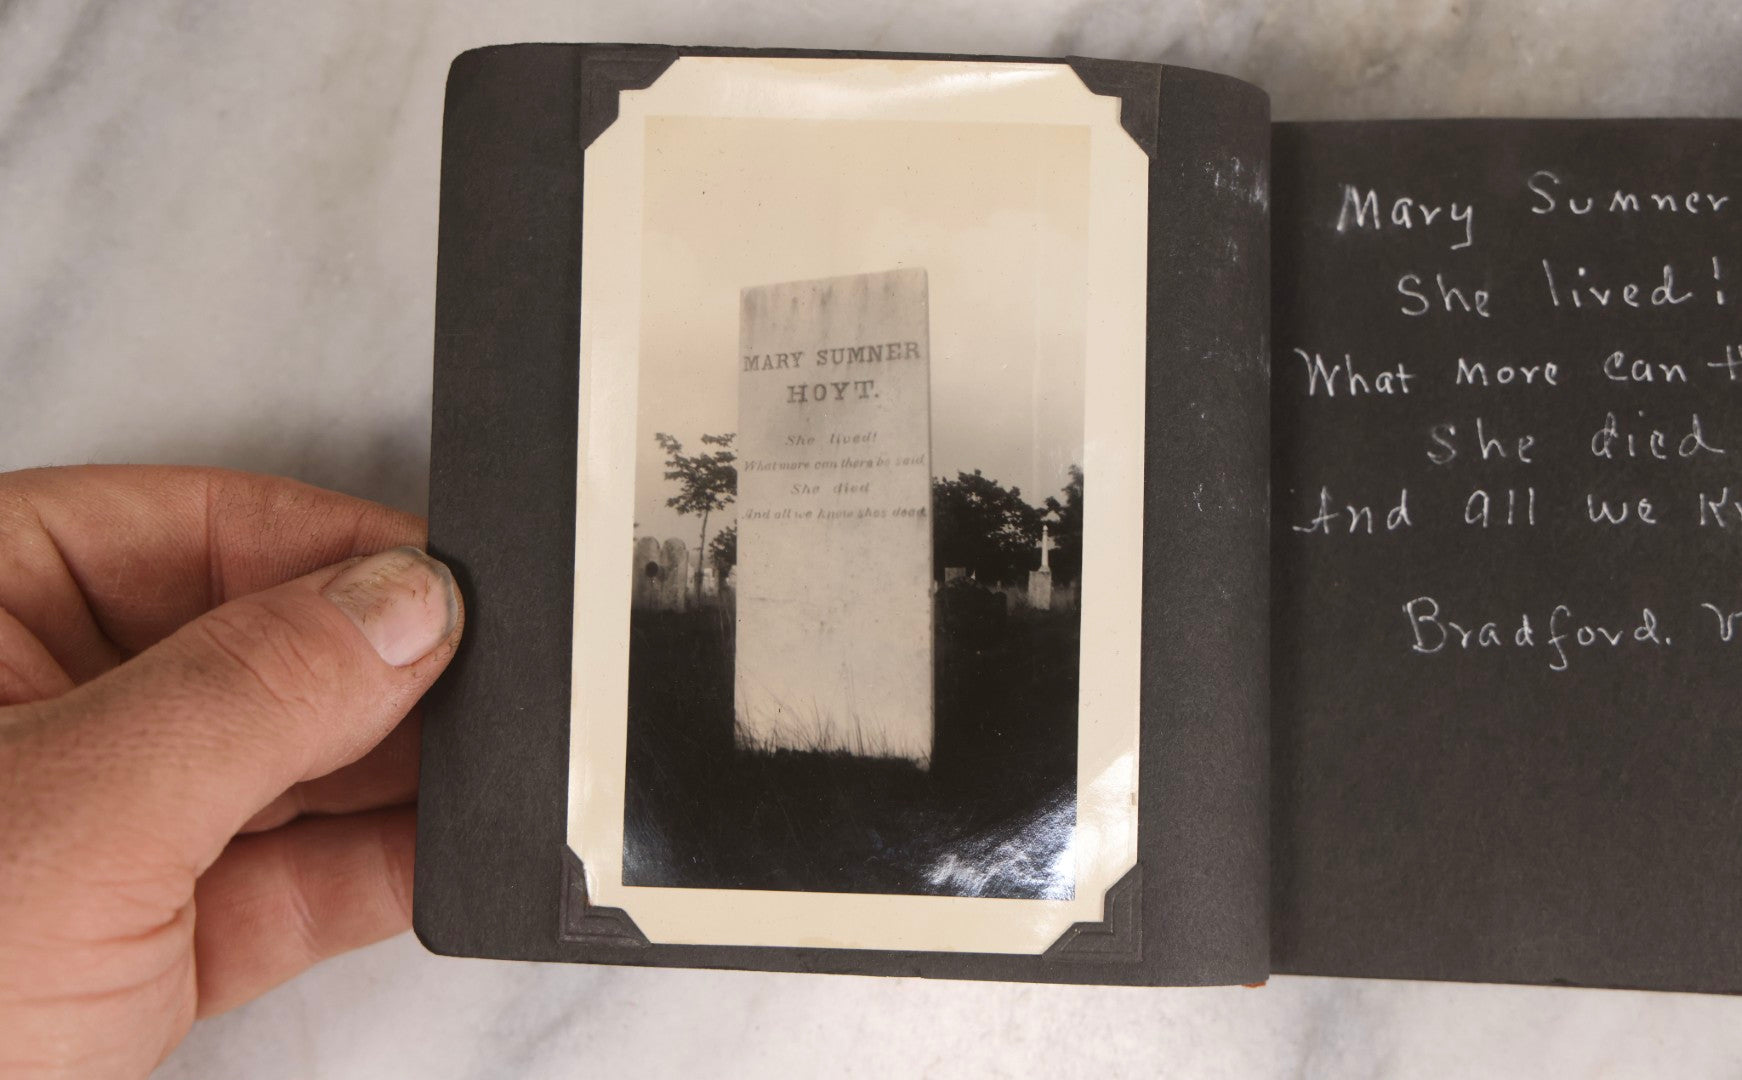 MARY SUMNER
HOYT.
She lived!
What more can there be said
She died
And all we know shes dead
Mary Sumner
She lived!
What more can
She died
And all we
Bradford.